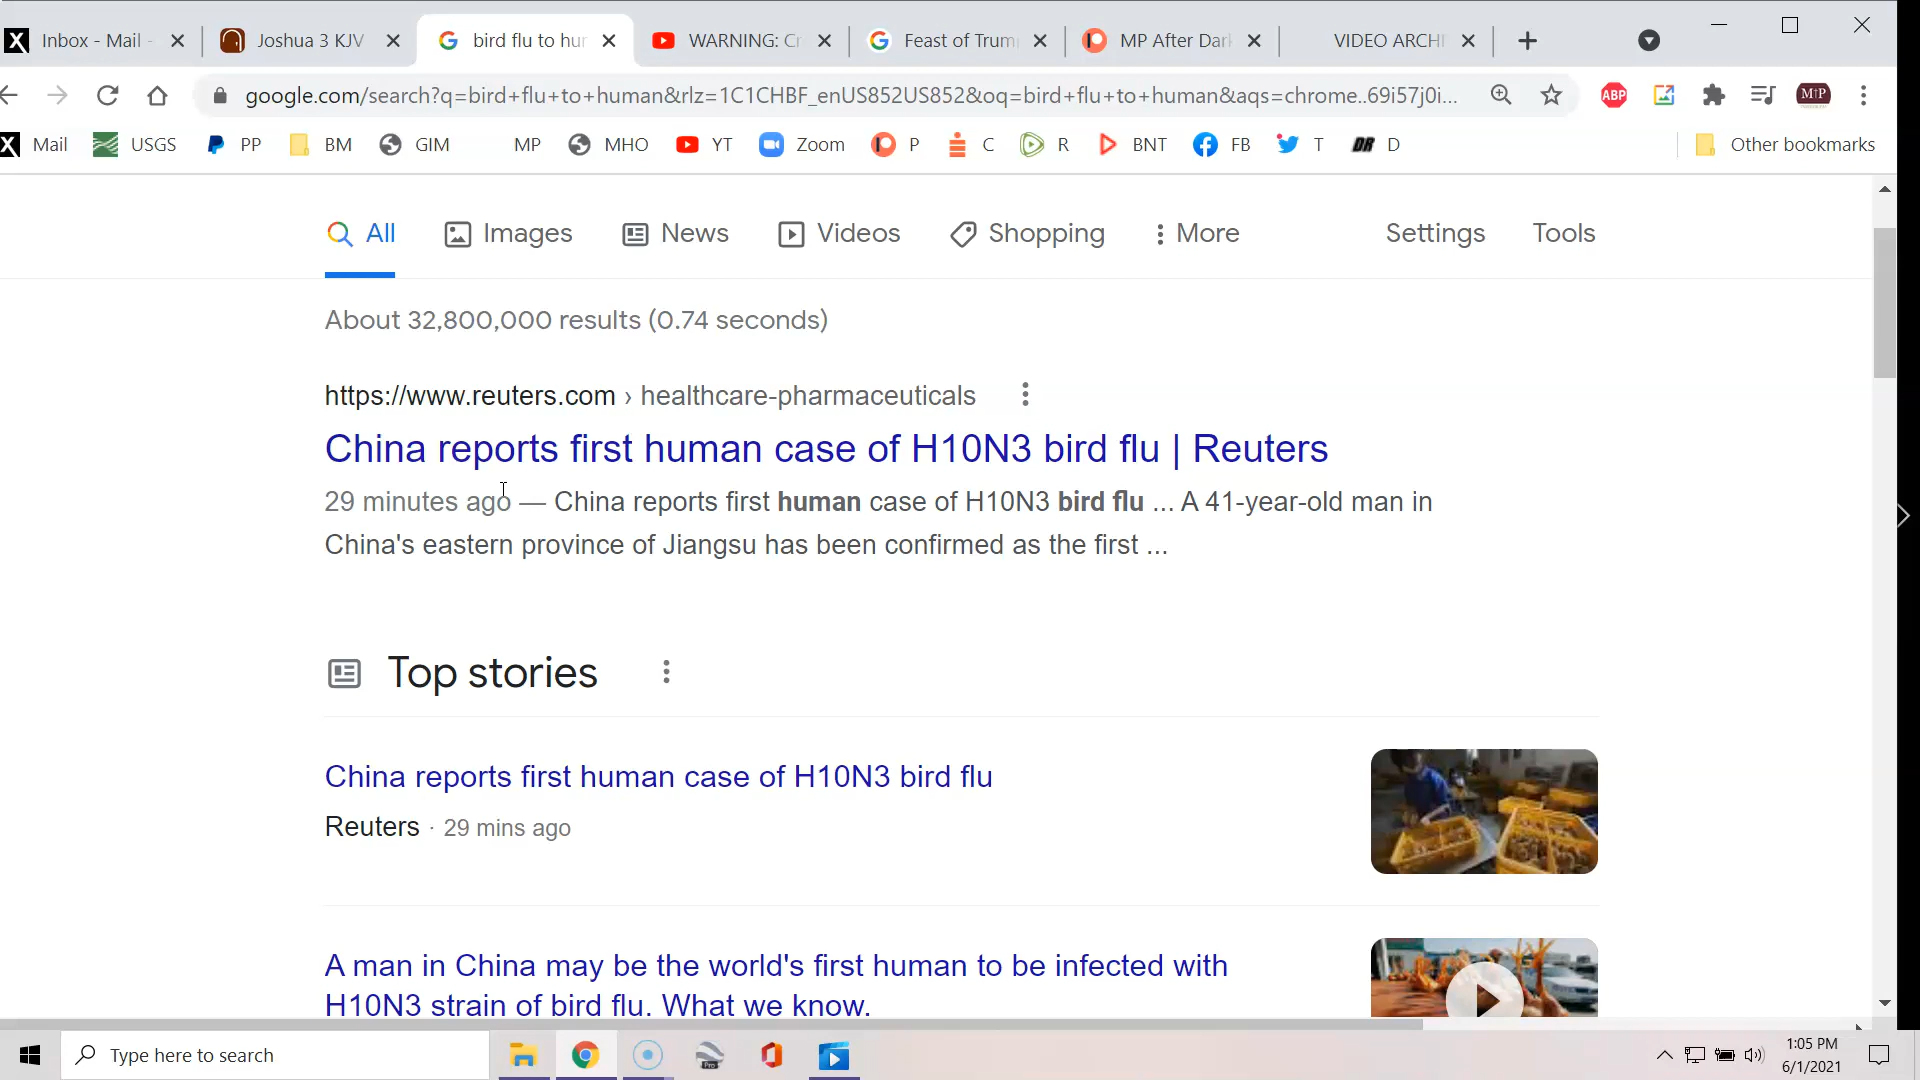 Inbox - Mail -
Joshua 3 KJV
bird flu to hur
WARNING: Cr
Feast of Trum
MP After Dar
VIDEO ARCHI
google.com/search?q=bird+flu+to+human&rlz=1C1CHBF_enUS852US852&oq=bird+flu+to+human&aqs=chrome..69i57j0i...
ABP
M↑P
X Mail
USGS
PP
BM
GIM
MP
MHO
YT
Zoom
P
C
R
BNT
FB
T
DR D
Other bookmarks
All
Images
News
Videos
Shopping
More
Settings
Tools
About 32,800,000 results (0.74 seconds)
https://www.reuters.com › healthcare-pharmaceuticals
China reports first human case of H10N3 bird flu | Reuters
29 minutes ago — China reports first human case of H10N3 bird flu ... A 41-year-old man in
China's eastern province of Jiangsu has been confirmed as the first ...
Top stories
China reports first human case of H10N3 bird flu
Reuters · 29 mins ago
A man in China may be the world's first human to be infected with
H10N3 strain of bird flu. What we know.
Type here to search
1:05 PM
6/1/2021